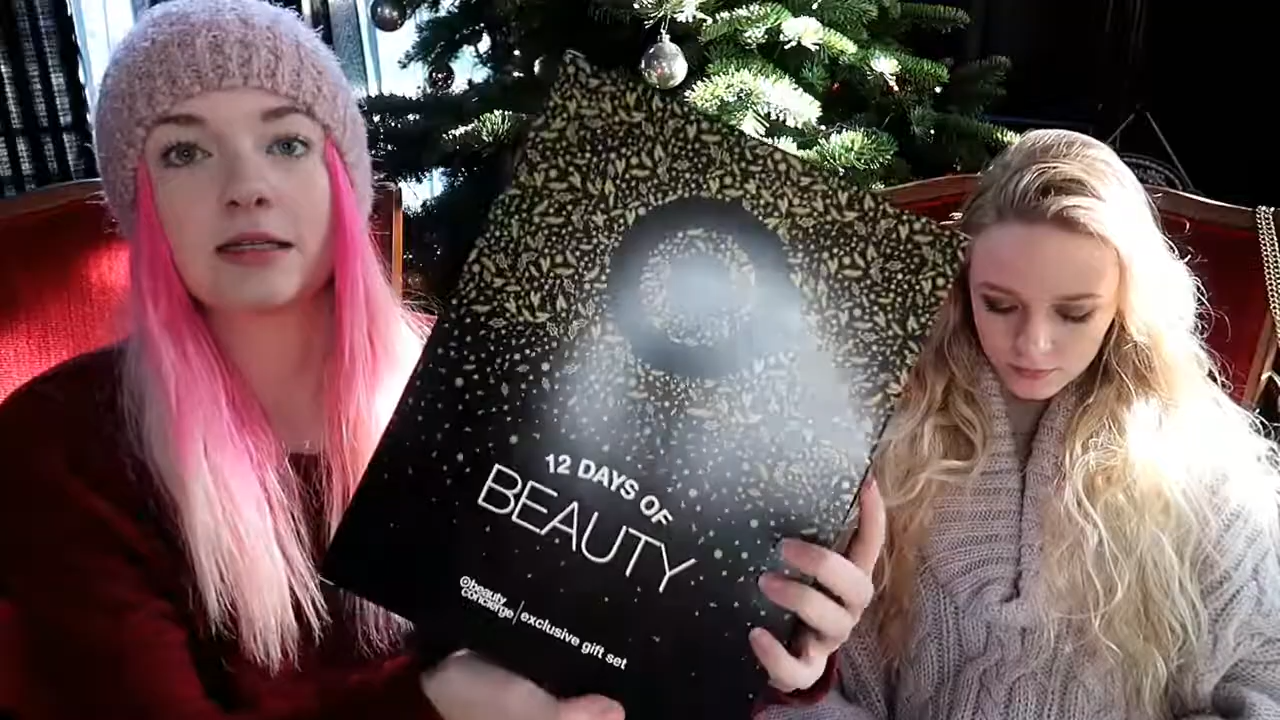 12 DAYS OF
BEAUTY
beauty
concierge
exclusive gift set